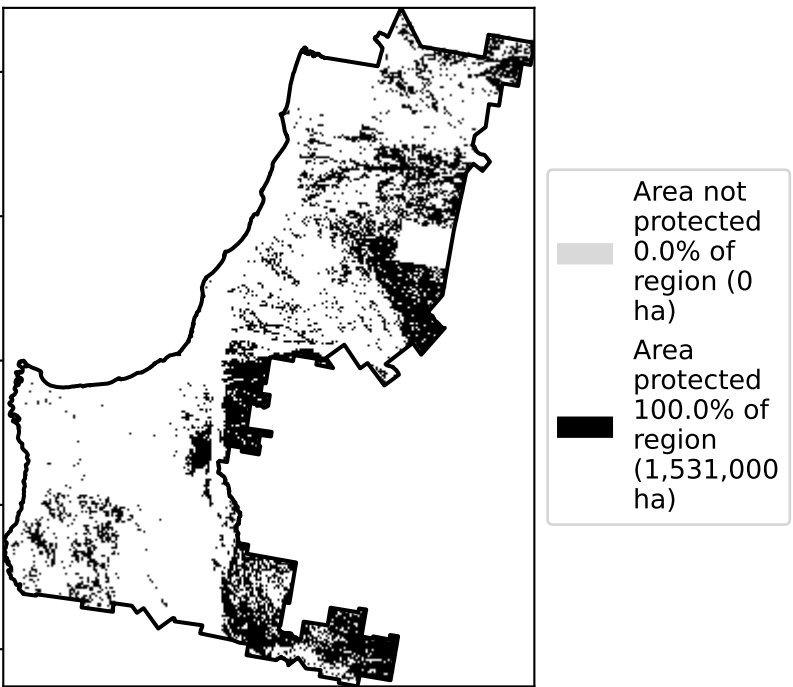 Area not
protected
0.0% of
region (0
ha)
Area
protected
100.0% of
region
(1,531,000
ha)